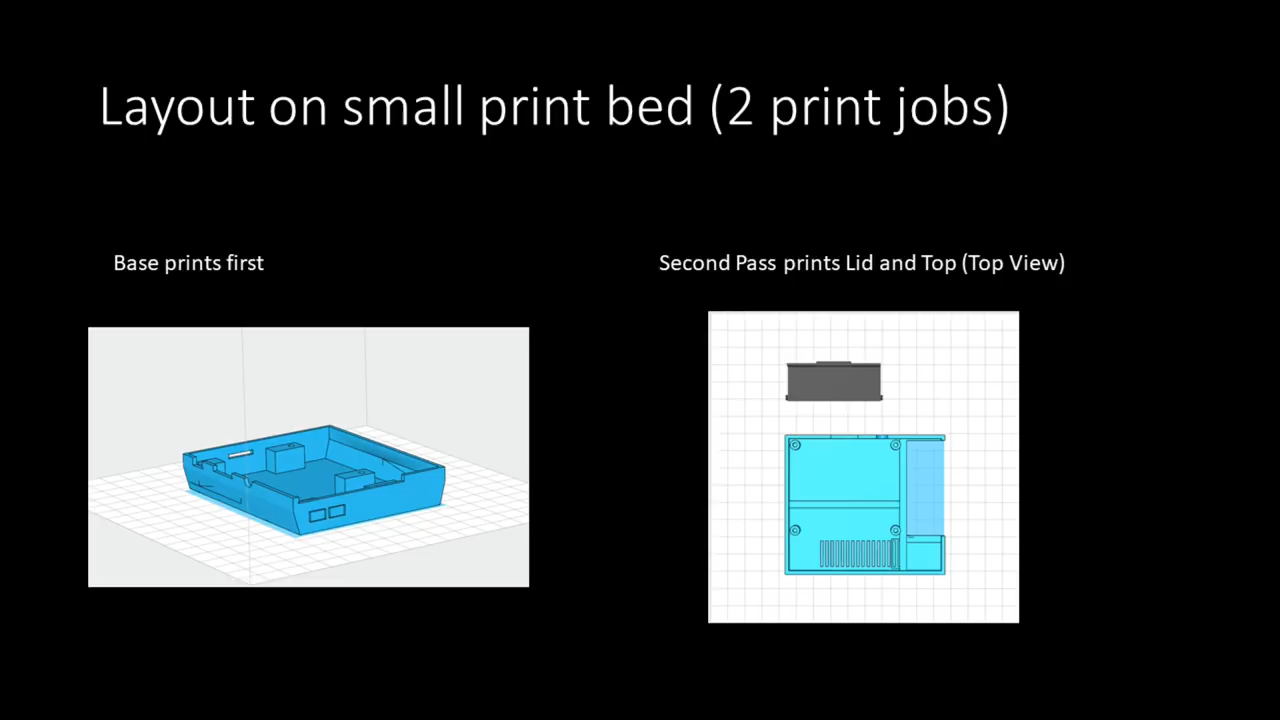 Layout on small print bed (2 print jobs)
Base prints first
Second Pass prints Lid and Top (Top View)